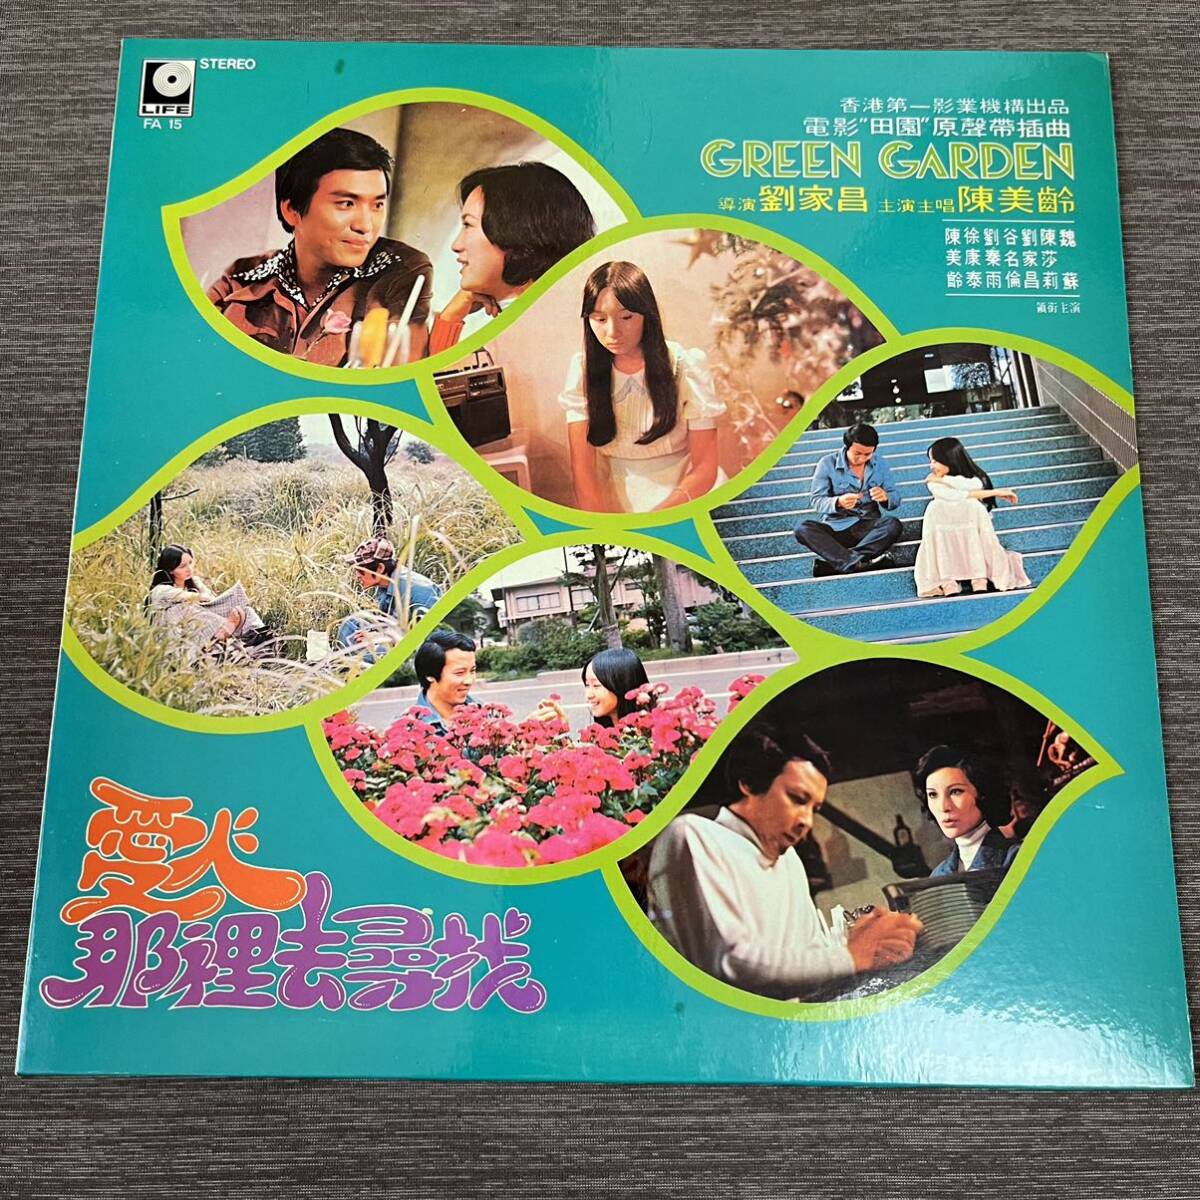 LIFE
STEREO
FA 15
香港第一影業機構出品
電影"田園"原聲帶插曲
GREEN GARDEN
導演 劉家昌 主演主唱 陳美齡
陳美齡
徐康泰
劉秦雨
谷名倫
劉家昌
陳莎莉
魏蘇
領銜主演
愛心
那裡去尋找